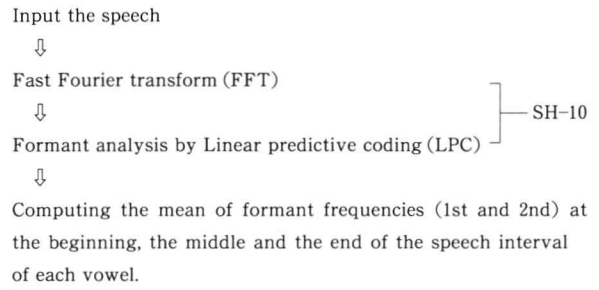 Input the speech
⇩
Fast Fourier transform (FFT)
⇩
SH-10
Formant analysis by Linear predictive coding (LPC)
⇩
Computing the mean of formant frequencies (1st and 2nd) at
the beginning, the middle and the end of the speech interval
of each vowel.